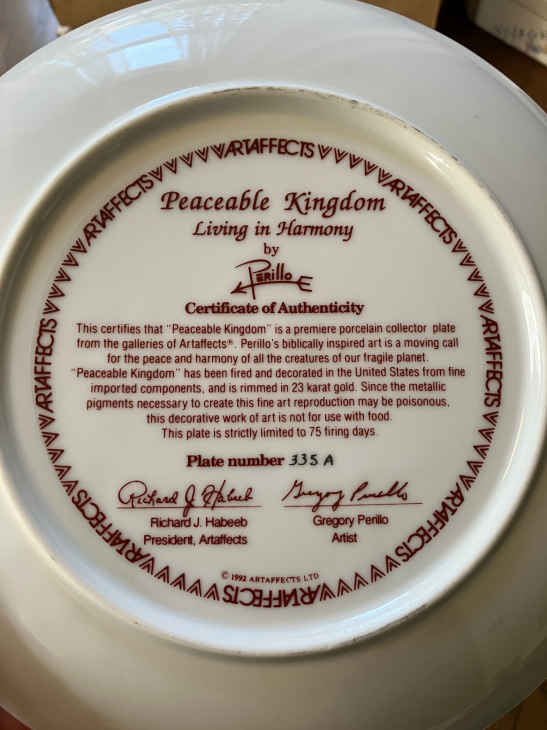 ARTAFFECTS
ARTAFFECTS
ARTAFFECTS
ARTAFFECTS
ARTAFFECTS
ARTAFFECTS
ARTAFFECTS
ARTAFFECTS
ARTAFFECTS
ARTAFFECTS
Peaceable Kingdom
Living in Harmony
by
Perillo
Certificate of Authenticity
This certifies that "Peaceable Kingdom" is a premiere porcelain collector plate
from the galleries of Artaffects®. Perillo's biblically inspired art is a moving call
for the peace and harmony of all the creatures of our fragile planet.
"Peaceable Kingdom" has been fired and decorated in the United States from fine
imported components, and is rimmed in 23 karat gold. Since the metallic
pigments necessary to create this fine art reproduction may be poisonous,
this decorative work of art is not for use with food.
This plate is strictly limited to 75 firing days.
Plate number 335 A
Richard J. Habeeb Gregory Perillo
Richard J. Habeeb Gregory Perillo
President, Artaffects Artist
© 1992 ARTAFFECTS LTD